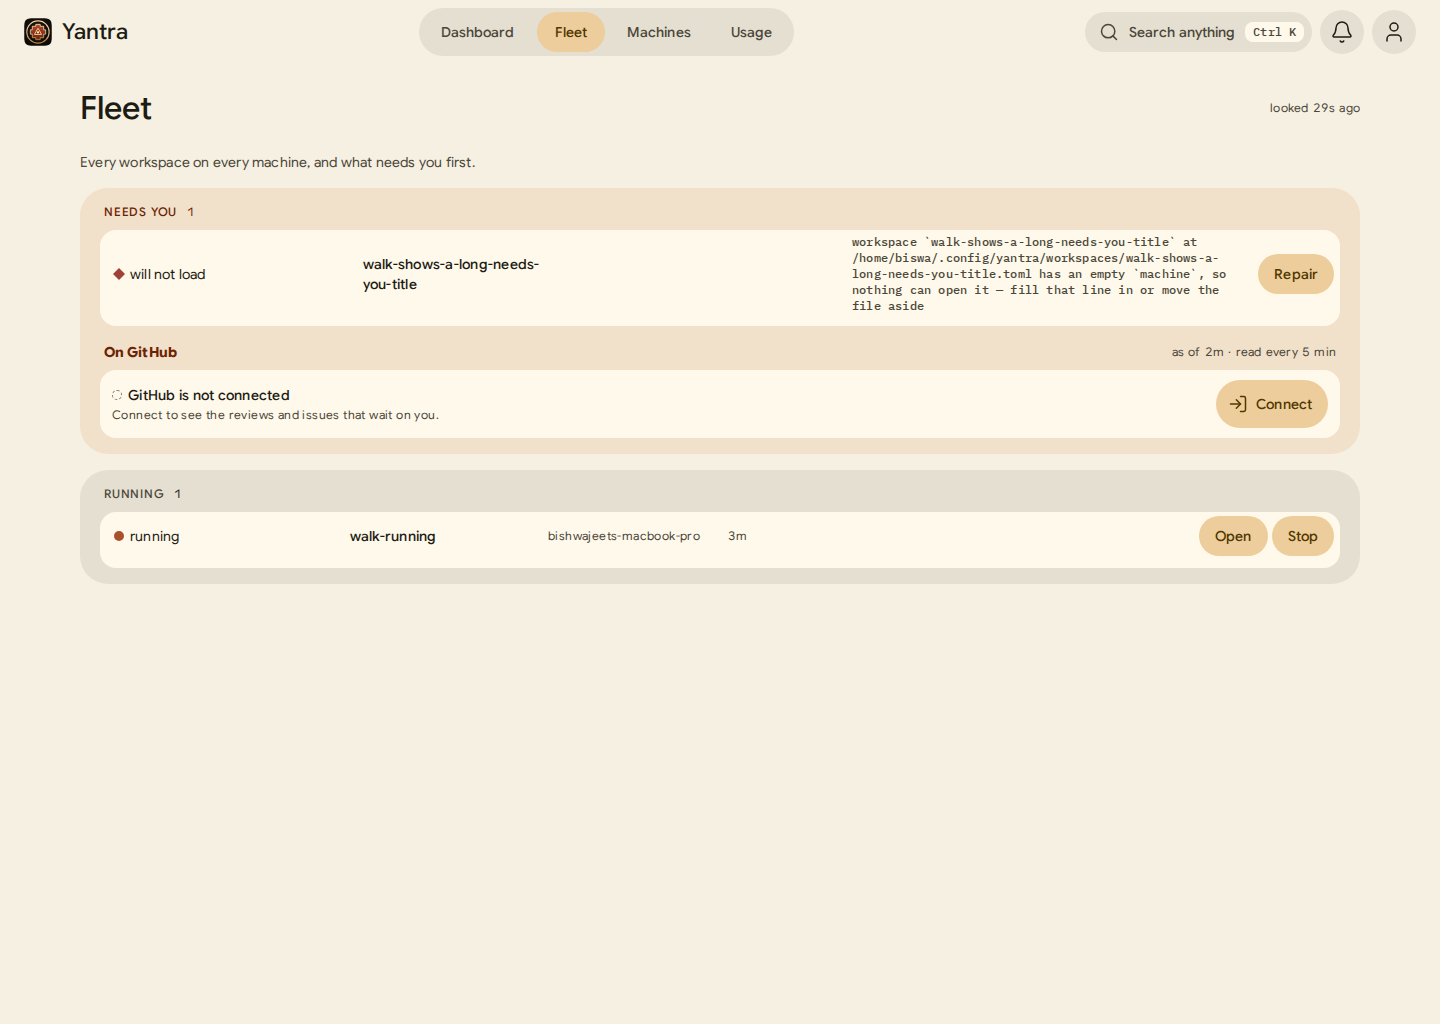 Yantra
Dashboard
Fleet
Machines
Usage
Search anything
Ctrl K
Fleet
looked 29s ago
Every workspace on every machine, and what needs you first.
NEEDS YOU 1
will not load
walk-shows-a-long-needs-
you-title
workspace `walk-shows-a-long-needs-you-title` at
/home/biswa/.config/yantra/workspaces/walk-shows-a-
long-needs-you-title.toml has an empty `machine`, so
nothing can open it — fill that line in or move the
file aside
Repair
On GitHub
as of 2m · read every 5 min
GitHub is not connected
Connect to see the reviews and issues that wait on you.
Connect
RUNNING 1
running
walk-running
bishwajeets-macbook-pro
3m
Open
Stop